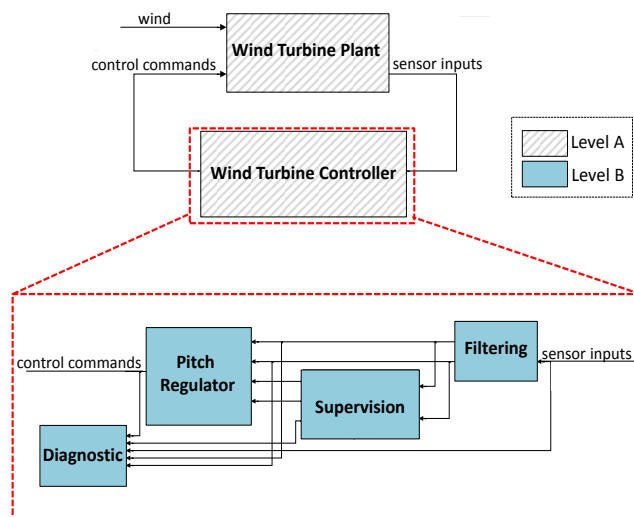 wind
Wind Turbine Plant
control commands
sensor inputs
Wind Turbine Controller
Level A
Level B
Filtering
Pitch
Regulator
control commands
sensor inputs
Supervision
Diagnostic